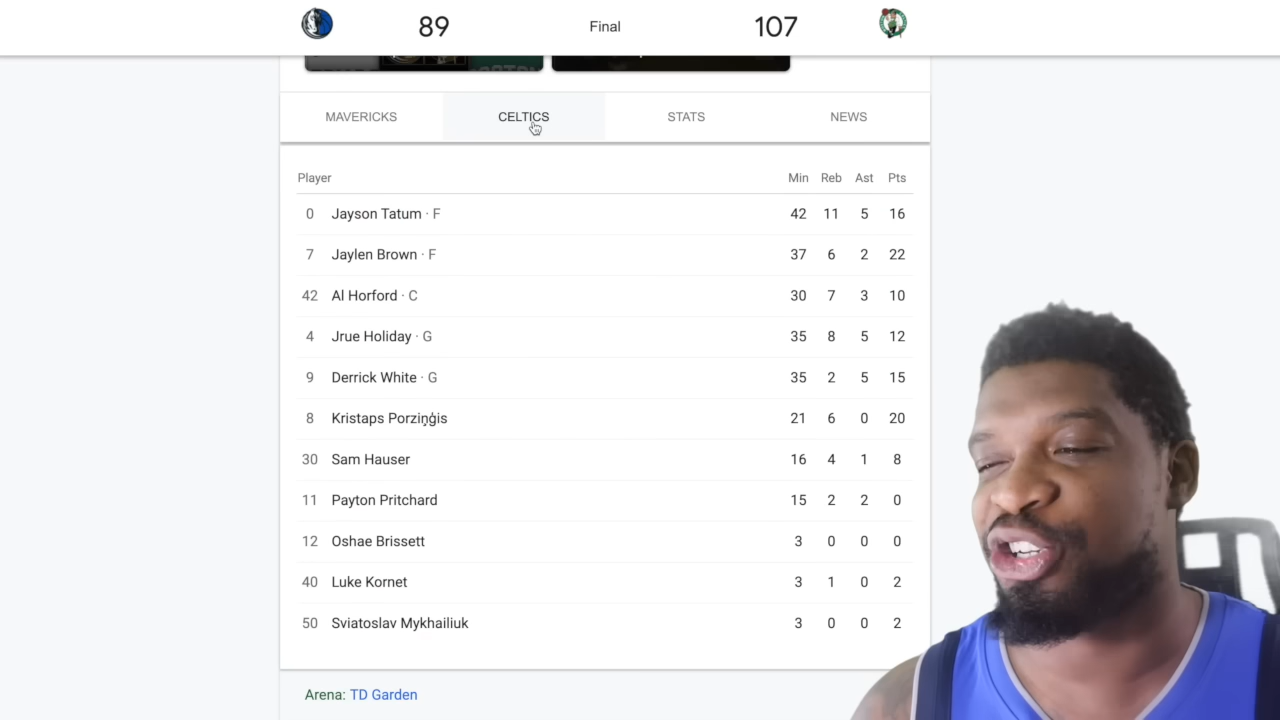 89 Final 107
MAVERICKS CELTICS STATS NEWS
Player Min Reb Ast Pts
0 Jayson Tatum · F 42 11 5 16
7 Jaylen Brown · F 37 6 2 22
42 Al Horford · C 30 7 3 10
4 Jrue Holiday · G 35 8 5 12
9 Derrick White · G 35 2 5 15
8 Kristaps Porziņģis 21 6 0 20
30 Sam Hauser 16 4 1 8
11 Payton Pritchard 15 2 2 0
12 Oshae Brissett 3 0 0 0
40 Luke Kornet 3 1 0 2
50 Sviatoslav Mykhailiuk 3 0 0 2
Arena: TD Garden